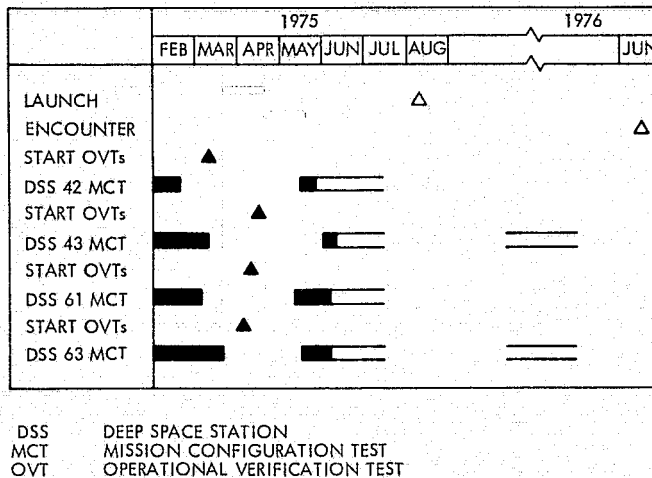 1975 1976
FEB MAR APR MAY JUN JUL AUG JUN
LAUNCH
ENCOUNTER
START OVTs
DSS 42 MCT
START OVTs
DSS 43 MCT
START OVTs
DSS 61 MCT
START OVTs
DSS 63 MCT
DSS DEEP SPACE STATION
MCT MISSION CONFIGURATION TEST
OVT OPERATIONAL VERIFICATION TEST